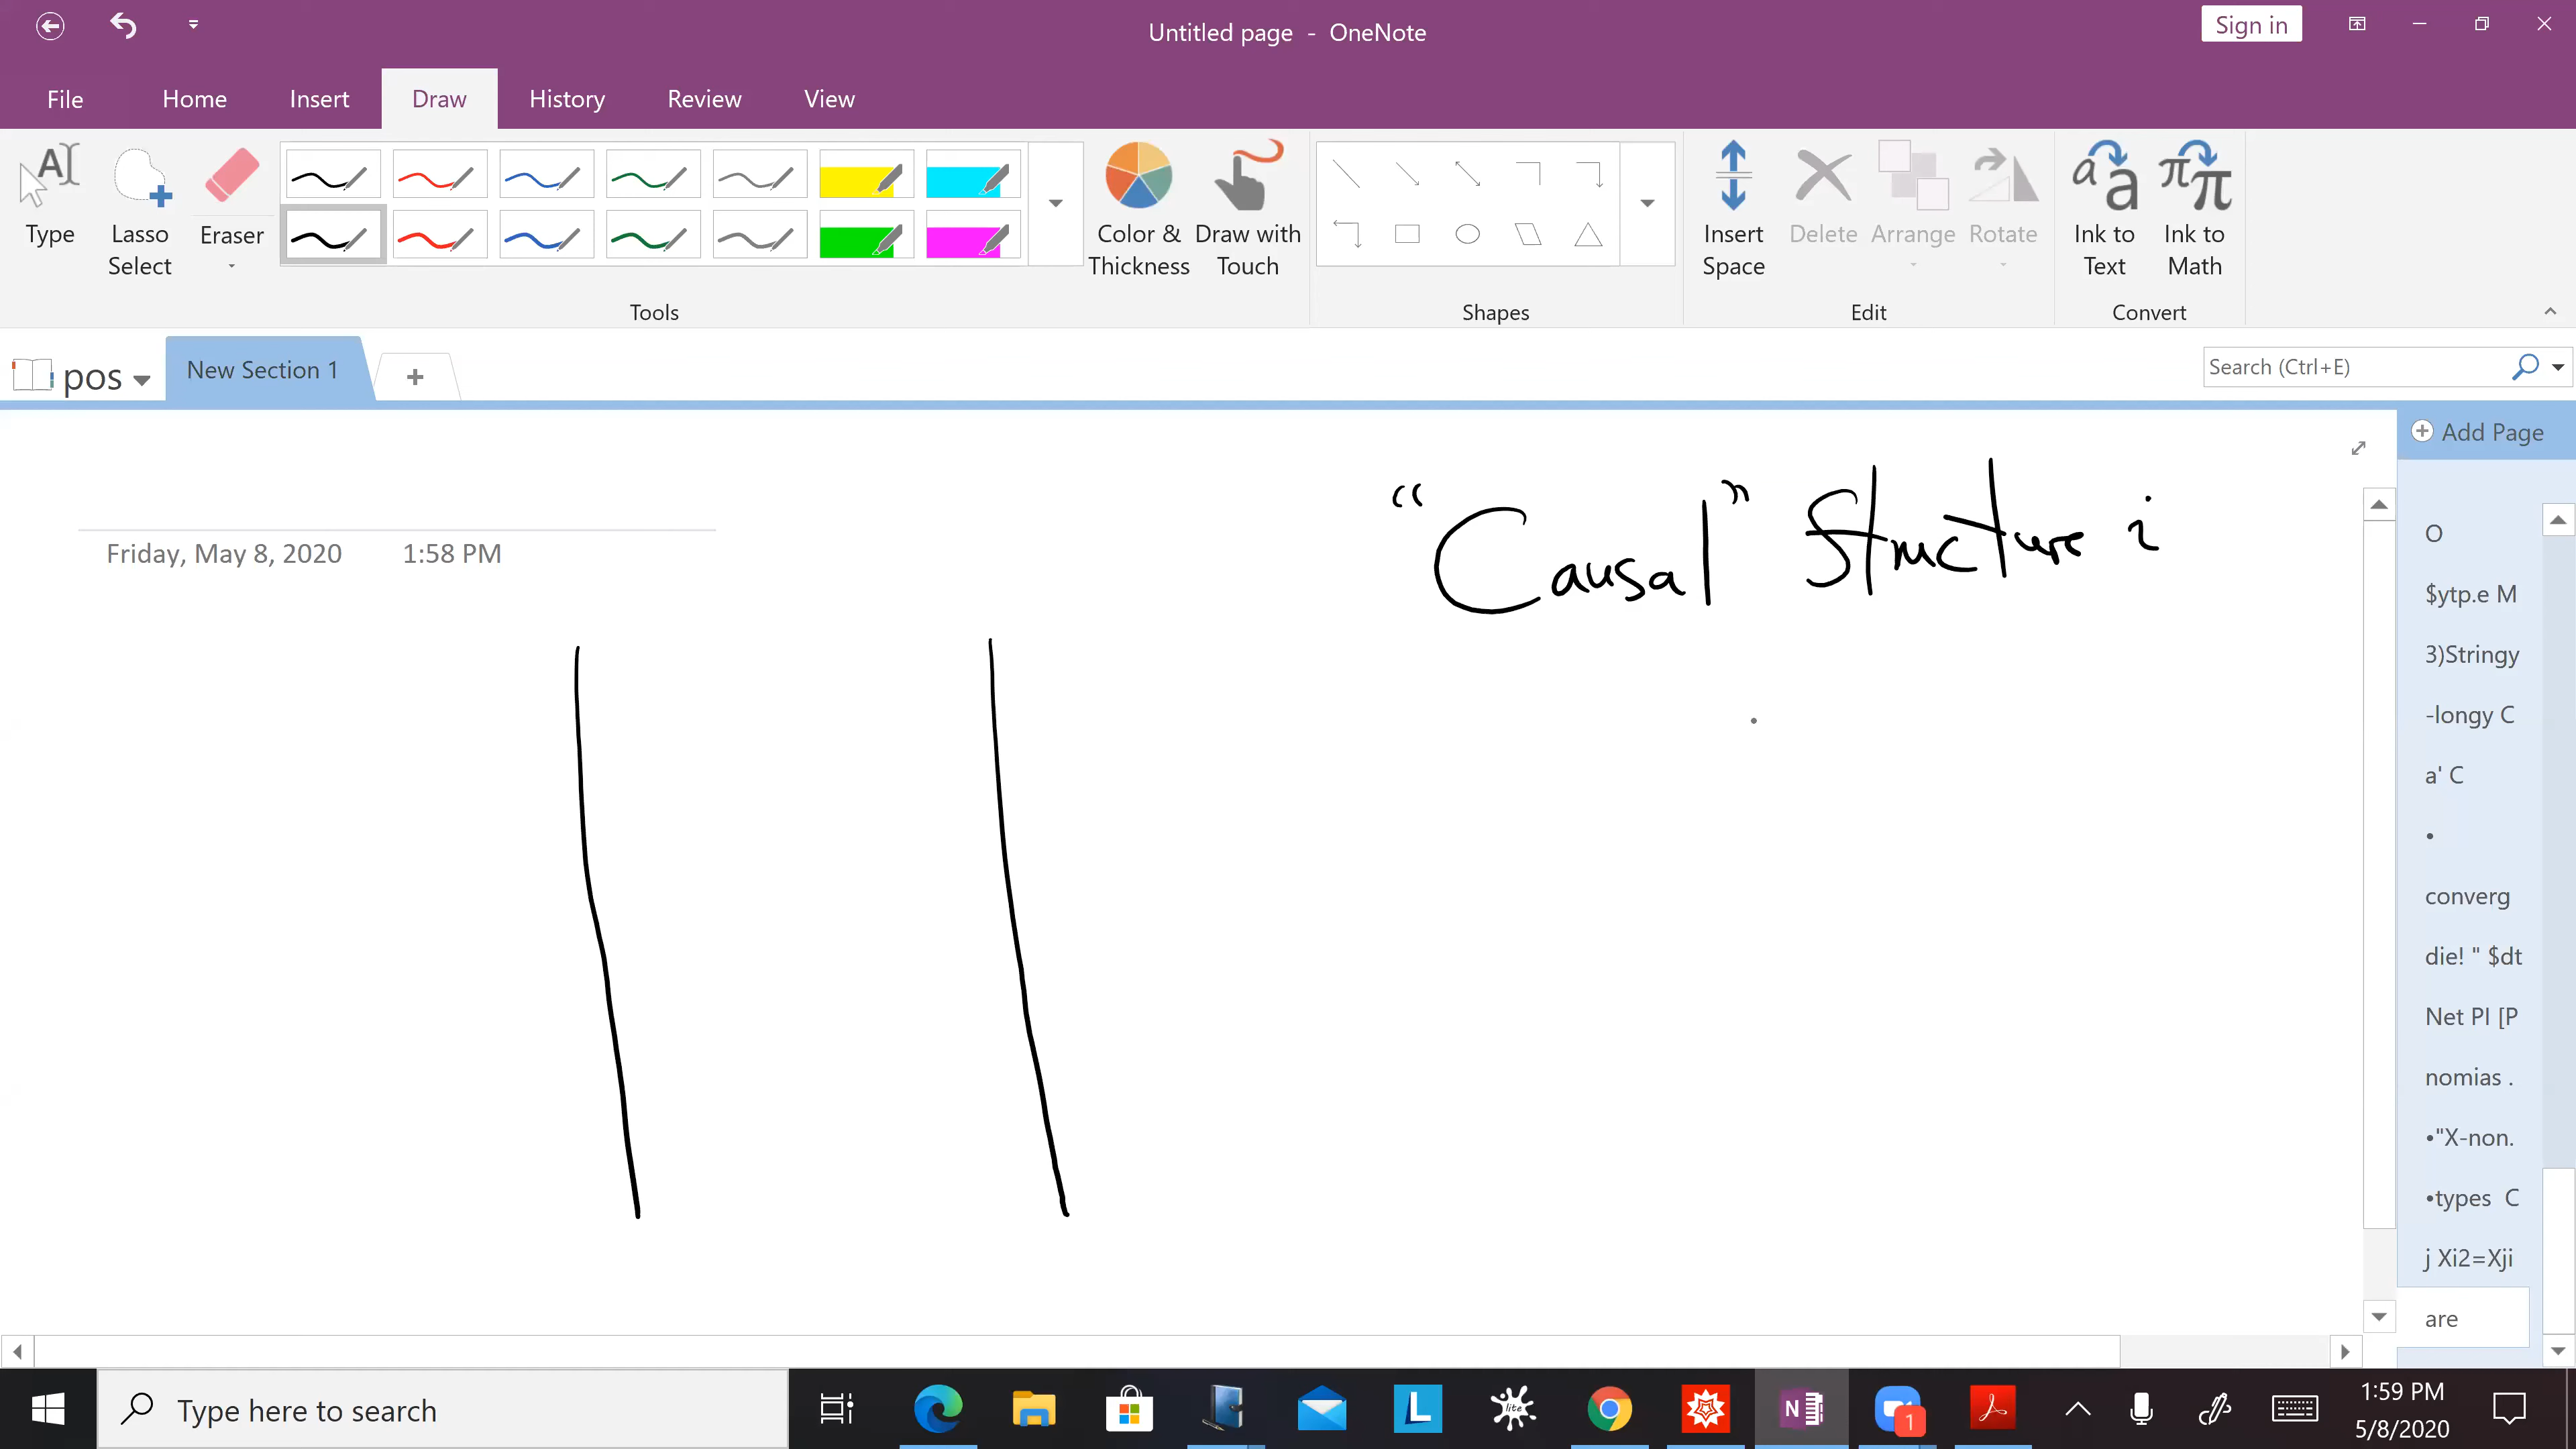 Untitled page - OneNote
Sign in
File Home Insert Draw History Review View
Type
Lasso Select
Eraser
Color & Thickness
Draw with Touch
Insert Space
Delete
Arrange
Rotate
Ink to Text
Ink to Math
Tools Shapes Edit Convert
pos
New Section 1
Search (Ctrl+E)
Add Page
“Causal” Structure i
Friday, May 8, 2020 1:58 PM
O
$ytp.e M
3)Stringy
-longy C
a' C
•
converg
die! " $dt
Net PI [P
nomias .
•"X-non.
•types C
j Xi2=Xji
are
Type here to search
L
lite
N
1
1:59 PM
5/8/2020